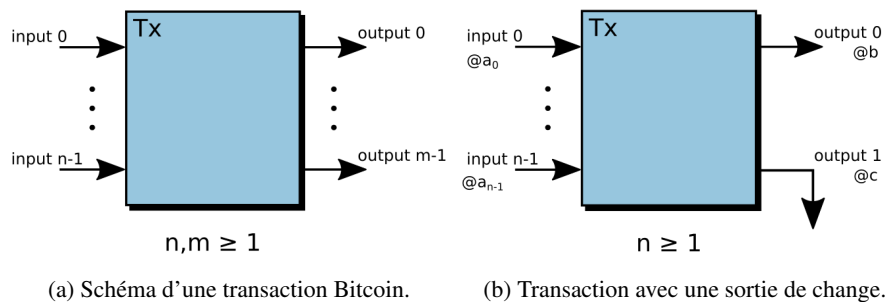 input 0
Tx
output 0
input n-1
output m-1
n,m ≥ 1
(a) Schéma d'une transaction Bitcoin.
input 0
@a₀
Tx
output 0
@b
input n-1
@aₙ₋₁
output 1
@c
n ≥ 1
(b) Transaction avec une sortie de change.